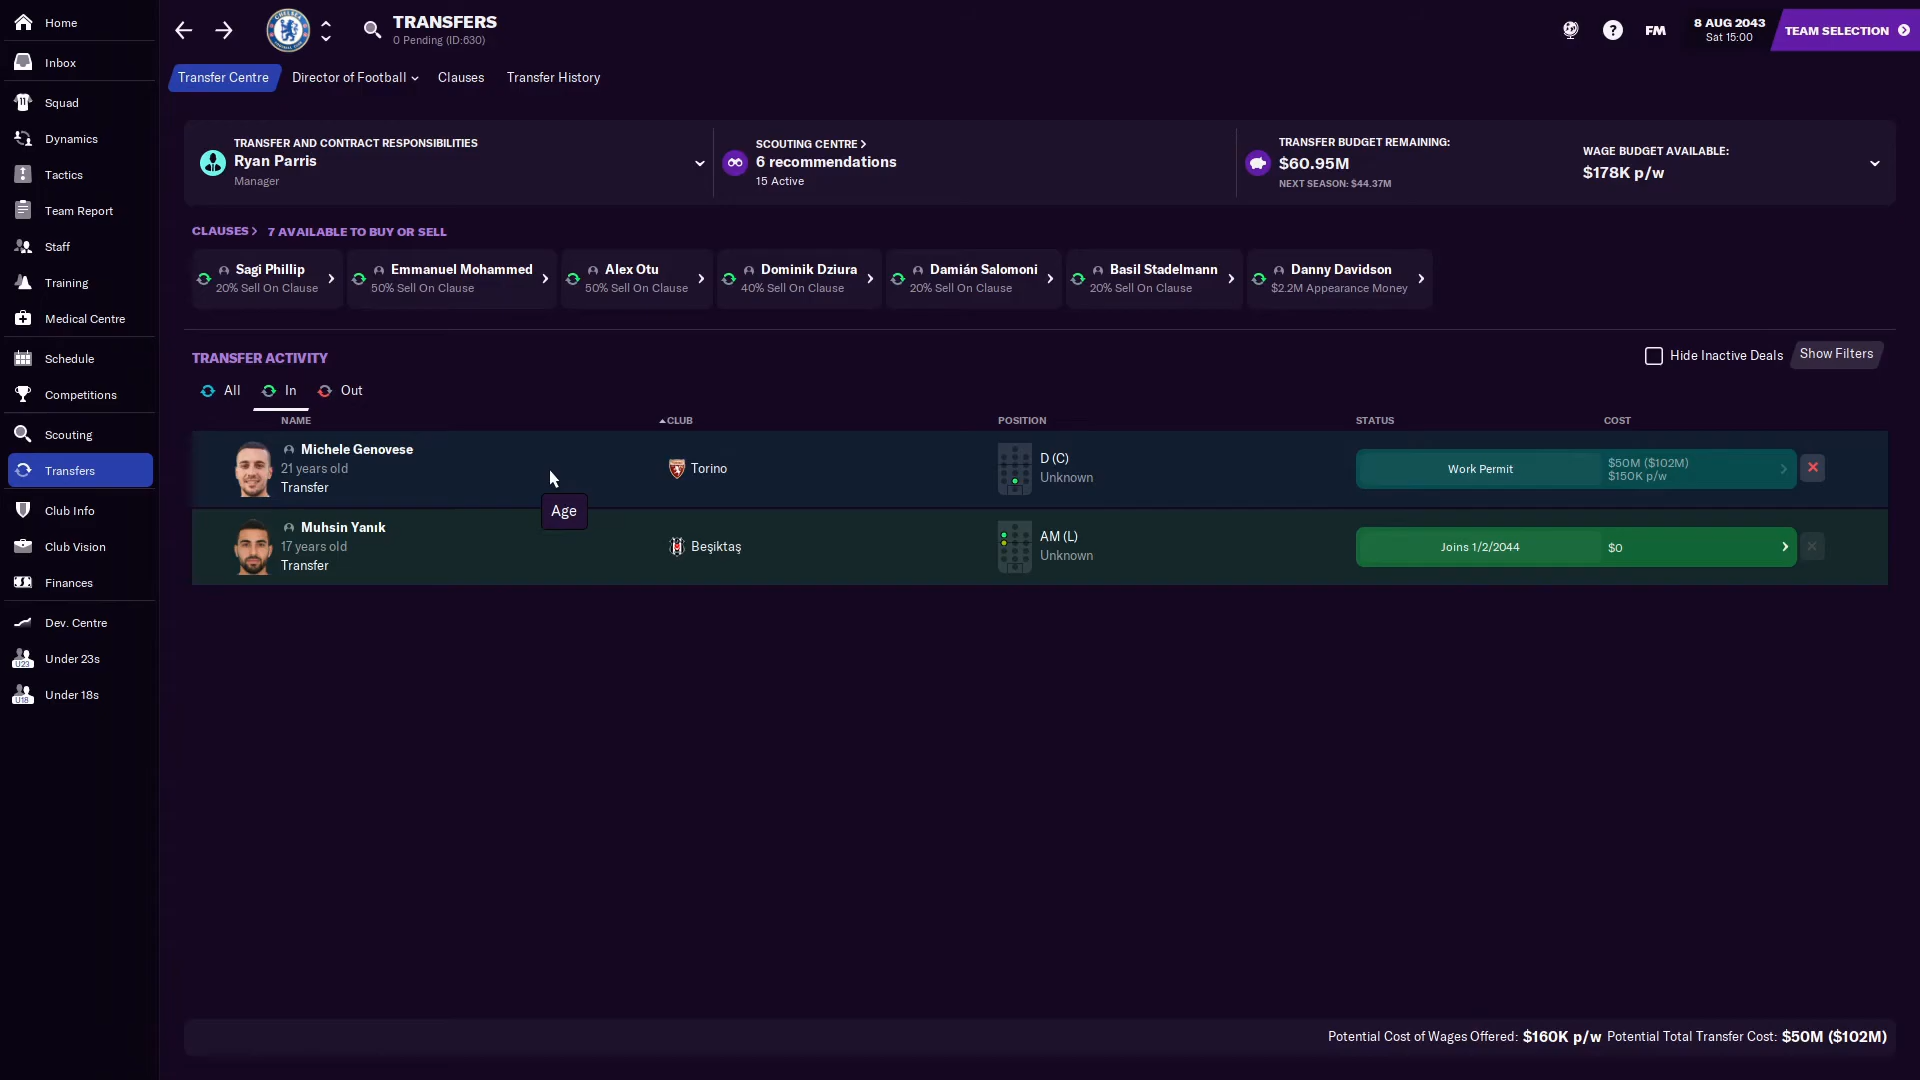 Home
Inbox
Squad
Dynamics
Tactics
Team Report
Staff
Training
Medical Centre
Schedule
Competitions
Scouting
Transfers
Club Info
Club Vision
Finances
Dev. Centre
U23
Under 23s
U18
Under 18s
TRANSFERS
0 Pending (ID:630)
FM
8 AUG 2043
Sat 15:00
TEAM SELECTION
Transfer Centre
Director of Football
Clauses
Transfer History
TRANSFER AND CONTRACT RESPONSIBILITIES
Ryan Parris
Manager
SCOUTING CENTRE
6 recommendations
15 Active
TRANSFER BUDGET REMAINING:
$60.95M
NEXT SEASON: $44.37M
WAGE BUDGET AVAILABLE:
$178K p/w
CLAUSES 7 AVAILABLE TO BUY OR SELL
Sagi Phillip
20% Sell On Clause
Emmanuel Mohammed
50% Sell On Clause
Alex Otu
50% Sell On Clause
Dominik Dziura
40% Sell On Clause
Damián Salomoni
20% Sell On Clause
Basil Stadelmann
20% Sell On Clause
Danny Davidson
$2.2M Appearance Money
TRANSFER ACTIVITY
Hide Inactive Deals
Show Filters
All In Out
NAME CLUB POSITION STATUS COST
Michele Genovese
21 years old
Transfer
Torino
D (C)
Unknown
Work Permit
$50M ($102M)
$150K p/w
Age
Muhsin Yanık
17 years old
Transfer
Beşiktaş
AM (L)
Unknown
Joins 1/2/2044
$0
Potential Cost of Wages Offered: $160K p/w Potential Total Transfer Cost: $50M ($102M)